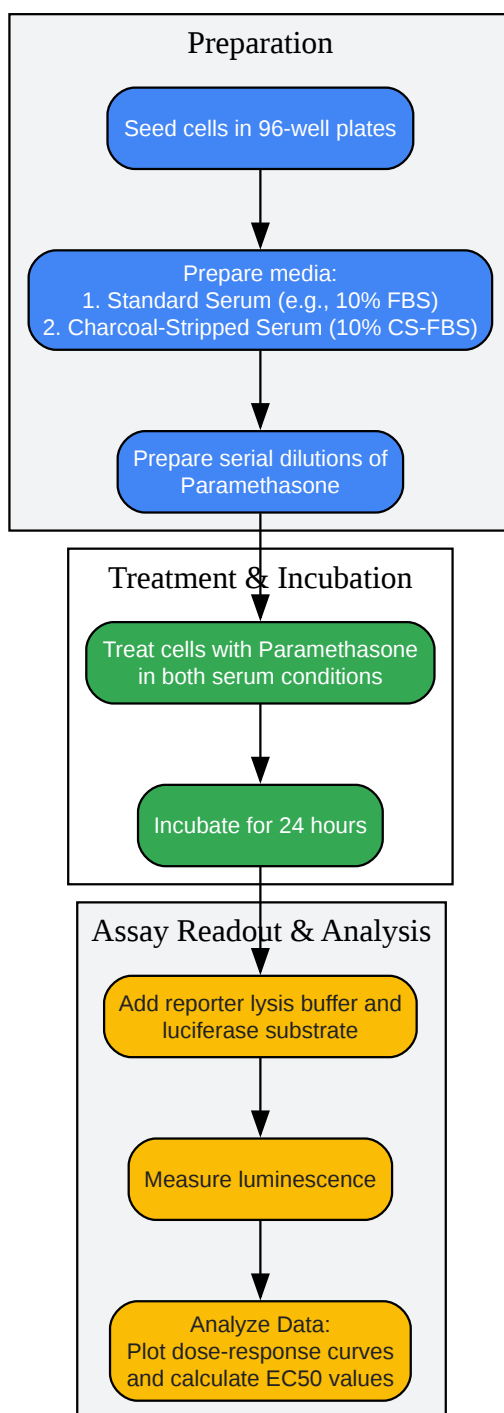 Preparation
Seed cells in 96-well plates
Prepare media:
1. Standard Serum (e.g., 10% FBS)
2. Charcoal-Stripped Serum (10% CS-FBS)
Prepare serial dilutions of
Paramethasone
Treatment & Incubation
Treat cells with Paramethasone
in both serum conditions
Incubate for 24 hours
Assay Readout & Analysis
Add reporter lysis buffer and
luciferase substrate
Measure luminescence
Analyze Data:
Plot dose-response curves
and calculate EC50 values